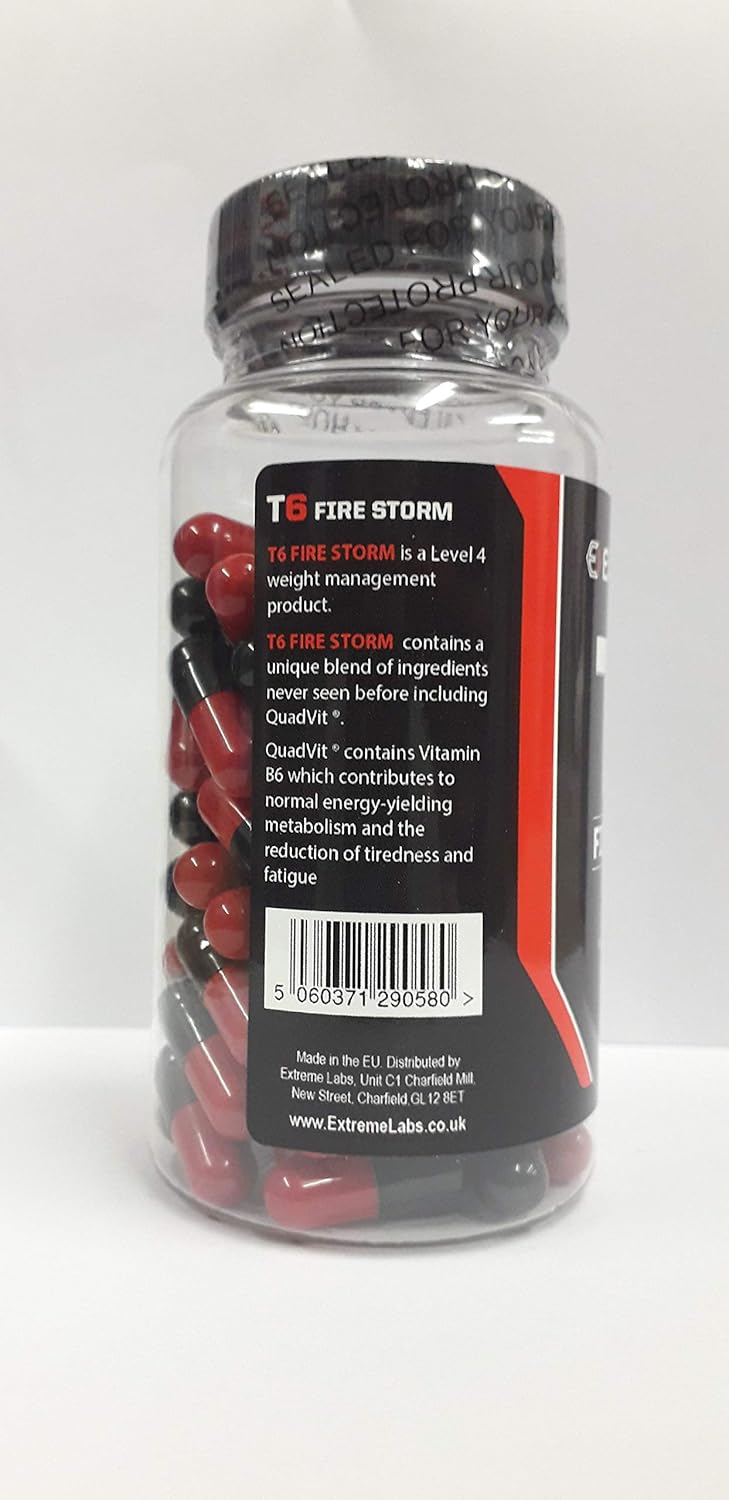 SEALED FOR YOUR
PROTECTION
FOR YOUR
T6 FIRE STORM
T6 FIRE STORM is a Level 4
weight management
product.
T6 FIRE STORM contains a
unique blend of ingredients
never seen before including
QuadVit ®.
QuadVit ® contains Vitamin
B6 which contributes to
normal energy-yielding
metabolism and the
reduction of tiredness and
fatigue
5 060371 290580 >
Made in the EU. Distributed by
Extreme Labs, Unit C1 Charfield Mill,
New Street, Charfield GL12 8ET
www.ExtremeLabs.co.uk